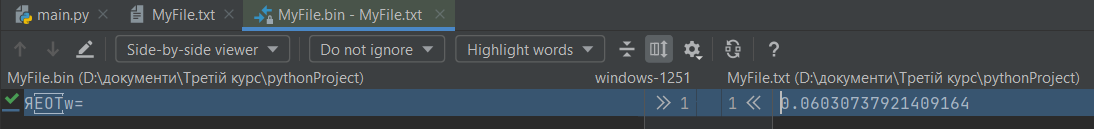 main.py MyFile.txt MyFile.bin - MyFile.txt
Side-by-side viewer Do not ignore Highlight words ?
MyFile.bin (D:\документи\Третій курс\pythonProject) windows-1251 MyFile.txt (D:\документи\Третій курс\pythonProject)
ЯEOTw= >> 1 1 << 0.06030737921409164